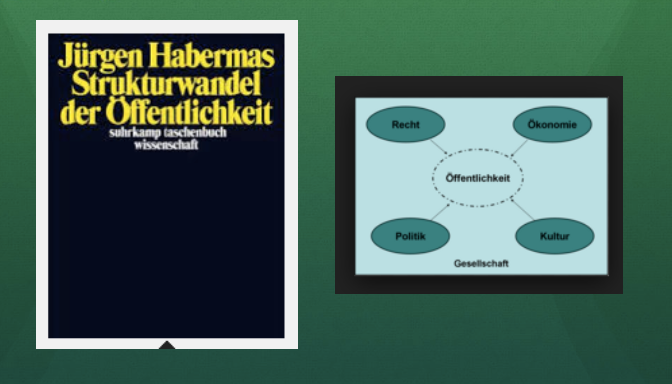 Jürgen Habermas
Strukturwandel
der Öffentlichkeit
suhrkamp taschenbuch
wissenschaft
Recht
Ökonomie
Öffentlichkeit
Politik
Kultur
Gesellschaft